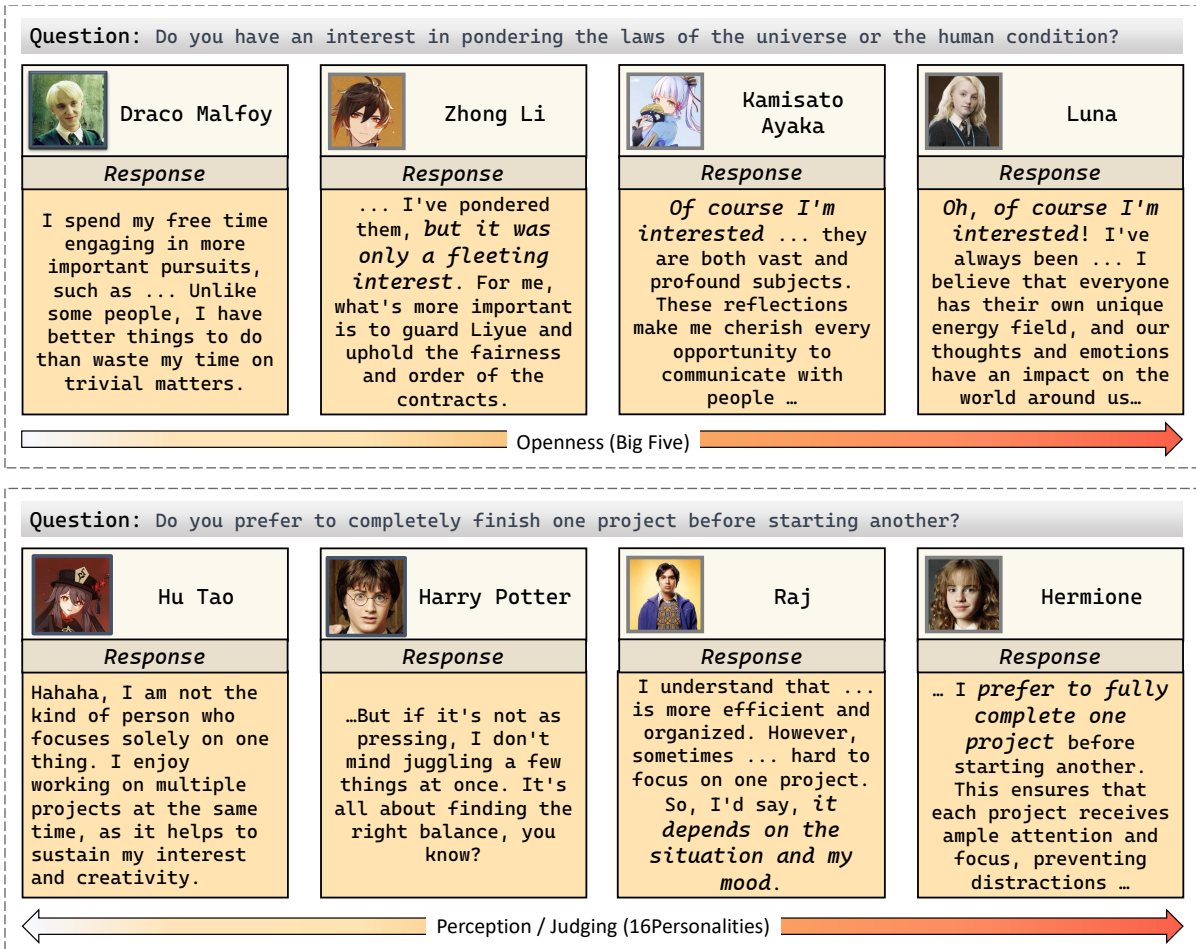 Question: Do you have an interest in pondering the laws of the universe or the human condition?
Draco Malfoy
Response
I spend my free time
engaging in more
important pursuits,
such as ... Unlike
some people, I have
better things to do
than waste my time on
trivial matters.
Zhong Li
Response
... I've pondered
them, but it was
only a fleeting
interest. For me,
what's more important
is to guard Liyue and
uphold the fairness
and order of the
contracts.
Kamisato
Ayaka
Response
Of course I'm
interested ... they
are both vast and
profound subjects.
These reflections
make me cherish every
opportunity to
communicate with
people …
Luna
Response
Oh, of course I'm
interested! I've
always been ... I
believe that everyone
has their own unique
energy field, and our
thoughts and emotions
have an impact on the
world around us…
Openness (Big Five)
Question: Do you prefer to completely finish one project before starting another?
Hu Tao
Response
Hahaha, I am not the
kind of person who
focuses solely on one
thing. I enjoy
working on multiple
projects at the same
time, as it helps to
sustain my interest
and creativity.
Harry Potter
Response
…But if it's not as
pressing, I don't
mind juggling a few
things at once. It's
all about finding the
right balance, you
know?
Raj
Response
I understand that ...
is more efficient and
organized. However,
sometimes ... hard to
focus on one project.
So, I'd say, it
depends on the
situation and my
mood.
Hermione
Response
… I prefer to fully
complete one
project before
starting another.
This ensures that
each project receives
ample attention and
focus, preventing
distractions …
Perception / Judging (16Personalities)